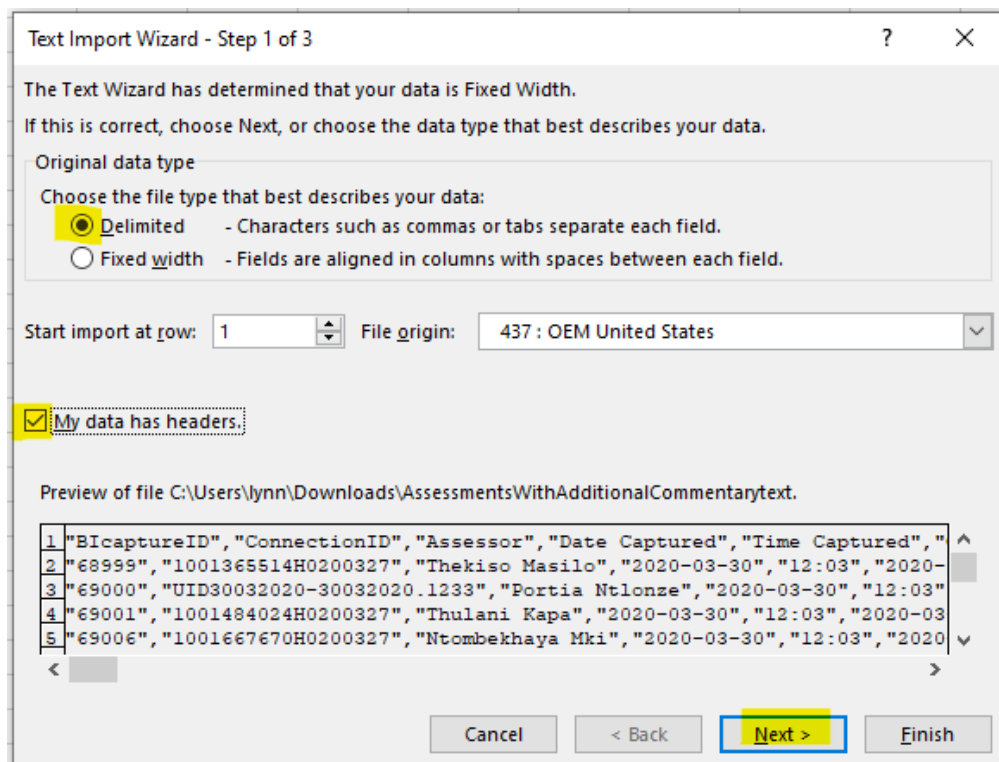 Text Import Wizard - Step 1 of 3 ?
The Text Wizard has determined that your data is Fixed Width.
If this is correct, choose Next, or choose the data type that best describes your data.
Original data type
Choose the file type that best describes your data:
Delimited - Characters such as commas or tabs separate each field.
Fixed width - Fields are aligned in columns with spaces between each field.
Start import at row: 1 File origin: 437 : OEM United States
My data has headers.
Preview of file C:\Users\lynn\Downloads\AssessmentsWithAdditionalCommentarytext.
1 "BIcaptureID","ConnectionID","Assessor","Date Captured","Time Captured","
2 "68999","1001365514H0200327","Thekiso Masilo","2020-03-30","12:03","2020-
3 "69000","UID30032020-30032020.1233","Portia Ntlonze","2020-03-30","12:03"
4 "69001","1001484024H0200327","Thulani Kapa","2020-03-30","12:03","2020-03
5 "69006","1001667670H0200327","Ntombekhaya Mki","2020-03-30","12:03","2020
Cancel < Back Next > Finish